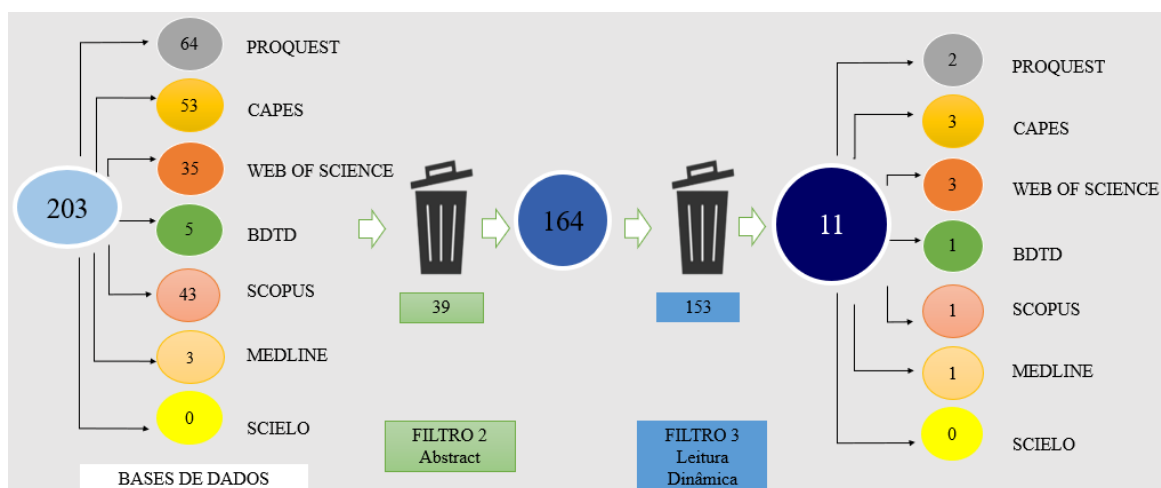 64
PROQUEST
53
CAPES
35
WEB OF SCIENCE
203
5
BDTD
43
SCOPUS
3
MEDLINE
0
SCIELO
BASES DE DADOS
39
FILTRO 2
Abstract
164
153
FILTRO 3
Leitura
Dinâmica
11
2
PROQUEST
3
CAPES
3
WEB OF SCIENCE
1
BDTD
1
SCOPUS
1
MEDLINE
0
SCIELO